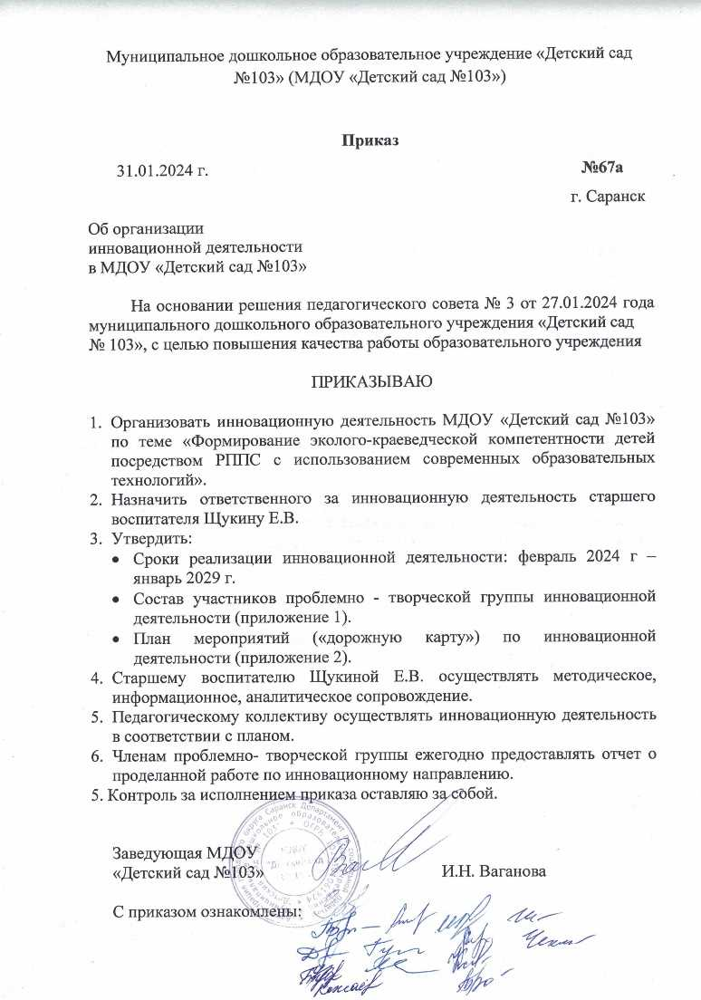 Муниципальное дошкольное образовательное учреждение «Детский сад
№103» (МДОУ «Детский сад №103»)
Приказ
31.01.2024 г.
№67а
г. Саранск
Об организации
инновационной деятельности
в МДОУ «Детский сад №103»
На основании решения педагогического совета № 3 от 27.01.2024 года
муниципального дошкольного образовательного учреждения «Детский сад
№ 103», с целью повышения качества работы образовательного учреждения
ПРИКАЗЫВАЮ
1. Организовать инновационную деятельность МДОУ «Детский сад №103»
по теме «Формирование эколого-краеведческой компетентности детей
посредством РППС с использованием современных образовательных
технологий».
2. Назначить ответственного за инновационную деятельность старшего
воспитателя Щукину Е.В.
3. Утвердить:
• Сроки реализации инновационной деятельности: февраль 2024 г –
январь 2029 г.
• Состав участников проблемно - творческой группы инновационной
деятельности (приложение 1).
• План мероприятий («дорожную карту») по инновационной
деятельности (приложение 2).
4. Старшему воспитателю Щукиной Е.В. осуществлять методическое,
информационное, аналитическое сопровождение.
5. Педагогическому коллективу осуществлять инновационную деятельность
в соответствии с планом.
6. Членам проблемно- творческой группы ежегодно предоставлять отчет о
проделанной работе по инновационному направлению.
5. Контроль за исполнением приказа оставляю за собой.
Заведующая МДОУ
«Детский сад №103»
И.Н. Ваганова
С приказом ознакомлены: